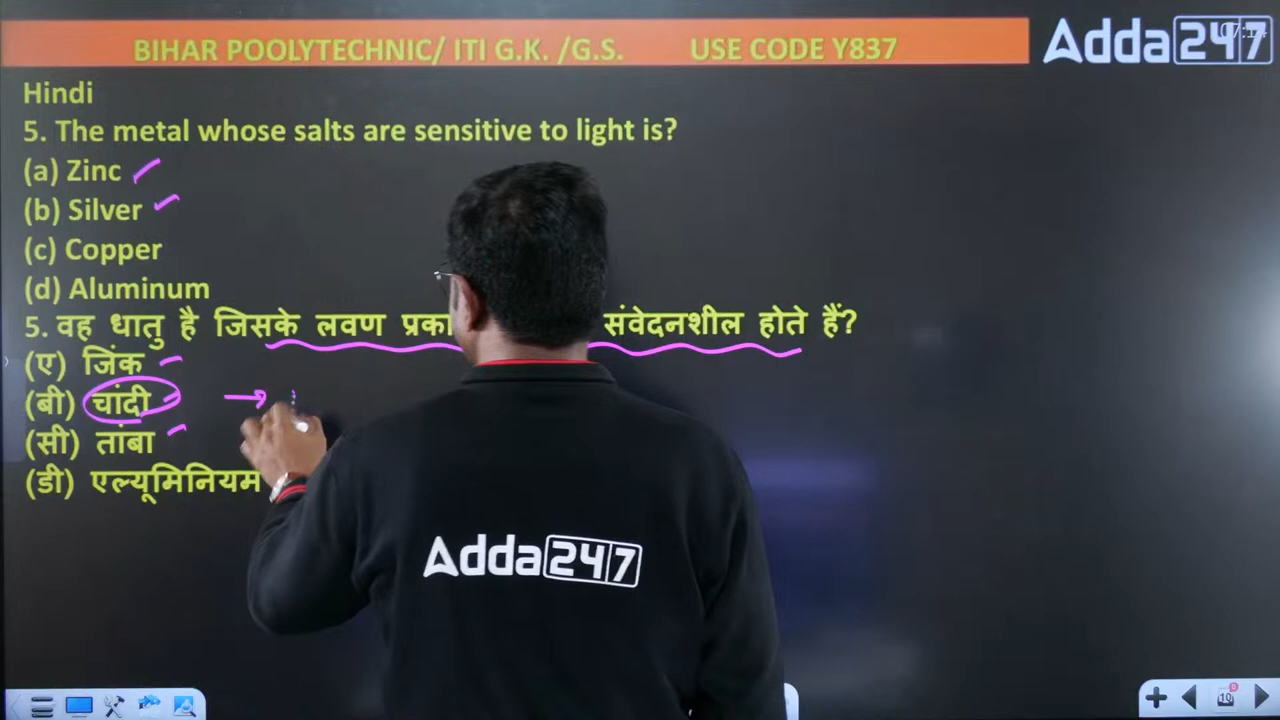 BIHAR POOLYTECHNIC/ ITI G.K. /G.S. USE CODE Y837
Adda247
Hindi
5. The metal whose salts are sensitive to light is?
(a) Zinc
(b) Silver
(c) Copper
(d) Aluminum
5. वह धातु है जिसके लवण संवेदनशील होते हैं?
(ए) जिंक
(बी) चांदी
(सी) तांबा
(डी) एल्यूमिनियम
Adda247
10